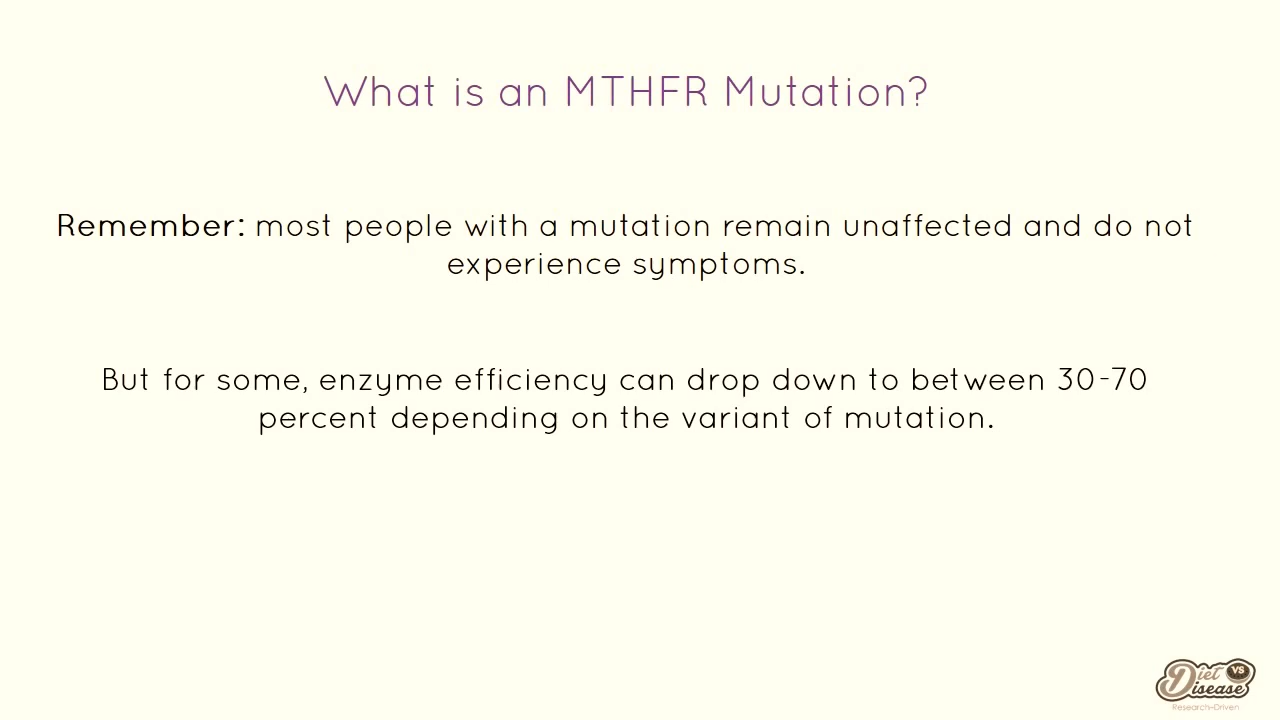 What is an MTHFR Mutation?
Remember: most people with a mutation remain unaffected and do not
experience symptoms.
But for some, enzyme efficiency can drop down to between 30-70
percent depending on the variant of mutation.
Diet vs
Disease
Research-Driven